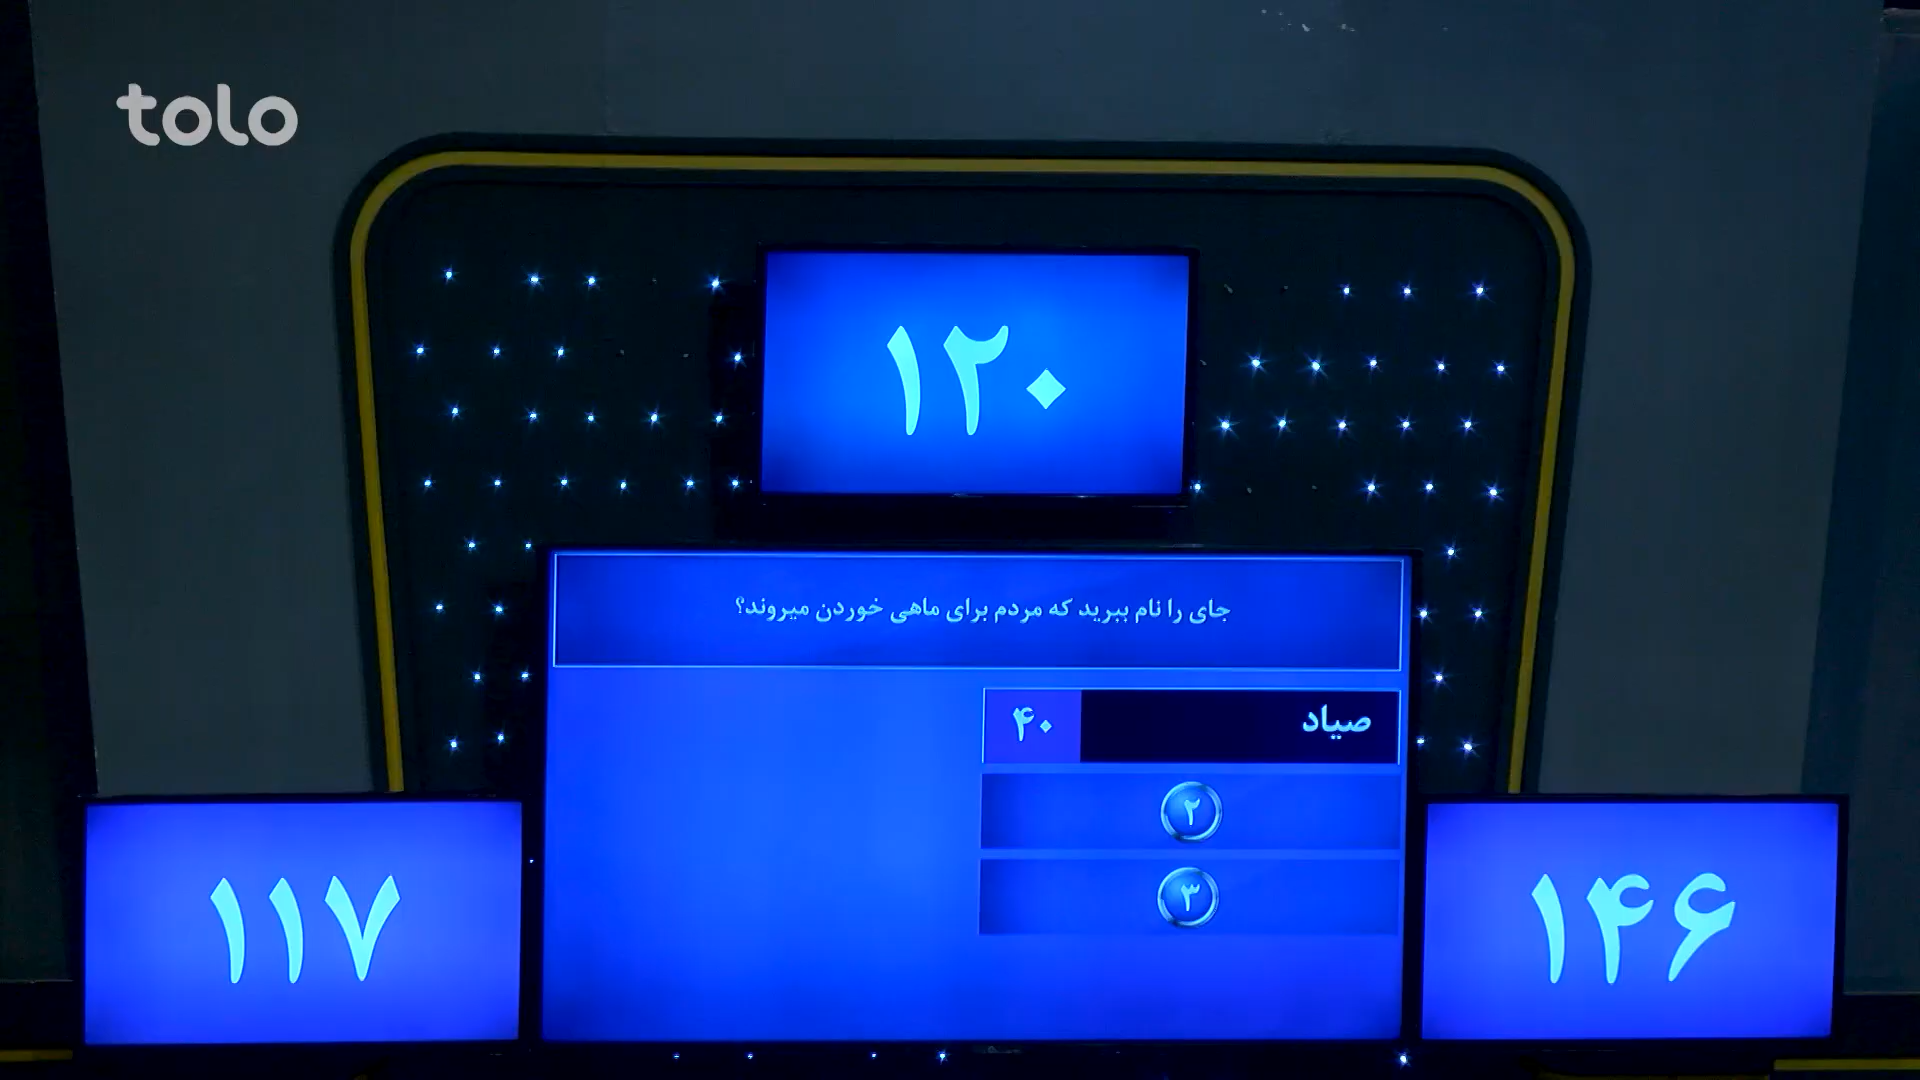 tolo
۱۲۰
جای را نام ببرید که مردم برای ماهی خوردن میروند؟
صیاد ۴۰
۲
۳
۱۱۷
۱۴۶